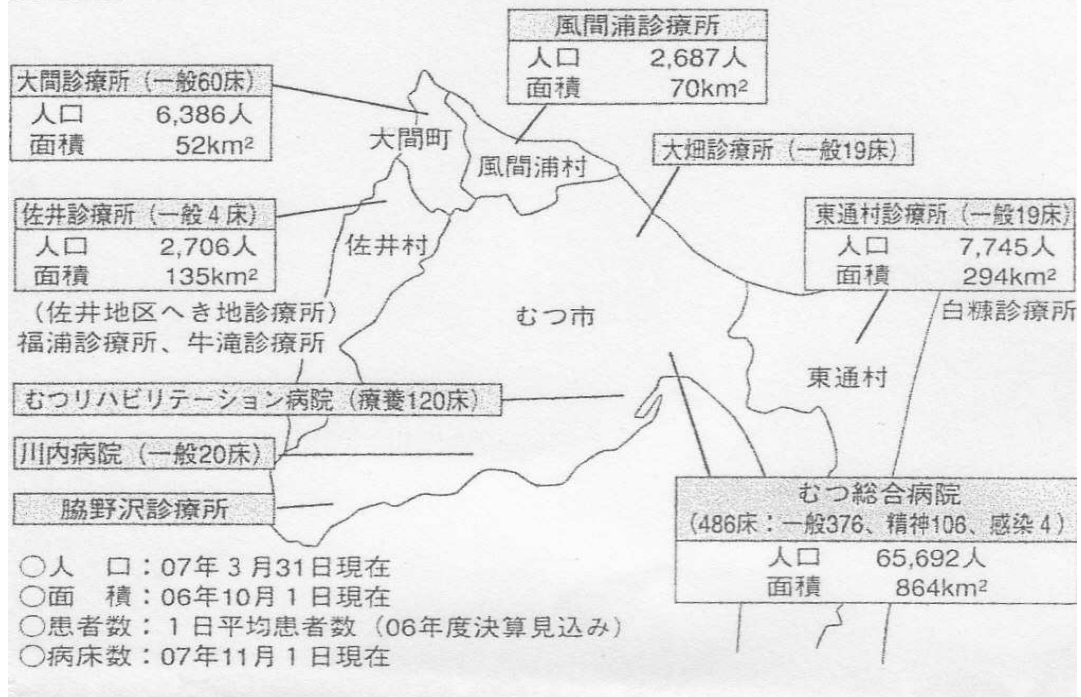 風間浦診療所
人口 2,687人
面積 70km²
大間診療所（一般60床）
人口 6,386人
面積 52km²
大間町
風間浦村
大畑診療所（一般19床）
佐井診療所（一般４床）
人口 2,706人
面積 135km²
佐井村
東通村診療所（一般19床）
人口 7,745人
面積 294km²
（佐井地区へき地診療所）
福浦診療所、牛滝診療所
むつ市
白糠診療所
東通村
むつリハビリテーション病院（療養120床）
川内病院（一般20床）
脇野沢診療所
むつ総合病院
（486床：一般376、精神106、感染４）
人口 65,692人
面積 864km²
○人　口：07年３月31日現在
○面　積：06年10月１日現在
○患者数：１日平均患者数（06年度決算見込み）
○病床数：07年11月１日現在